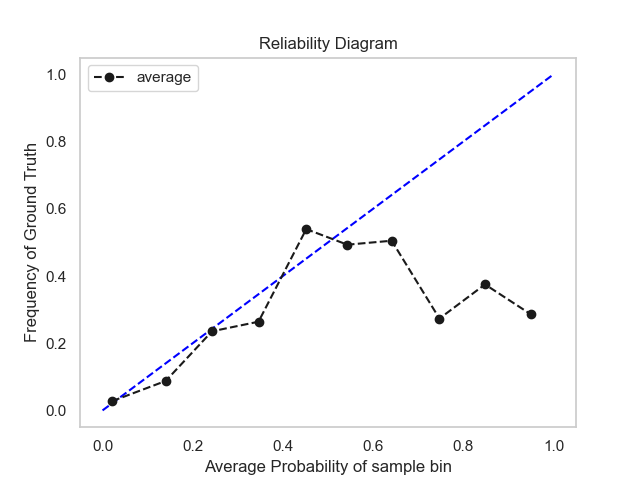 Reliability Diagram
average
Frequency of Ground Truth
1.0
0.8
0.6
0.4
0.2
0.0
0.0 0.2 0.4 0.6 0.8 1.0
Average Probability of sample bin